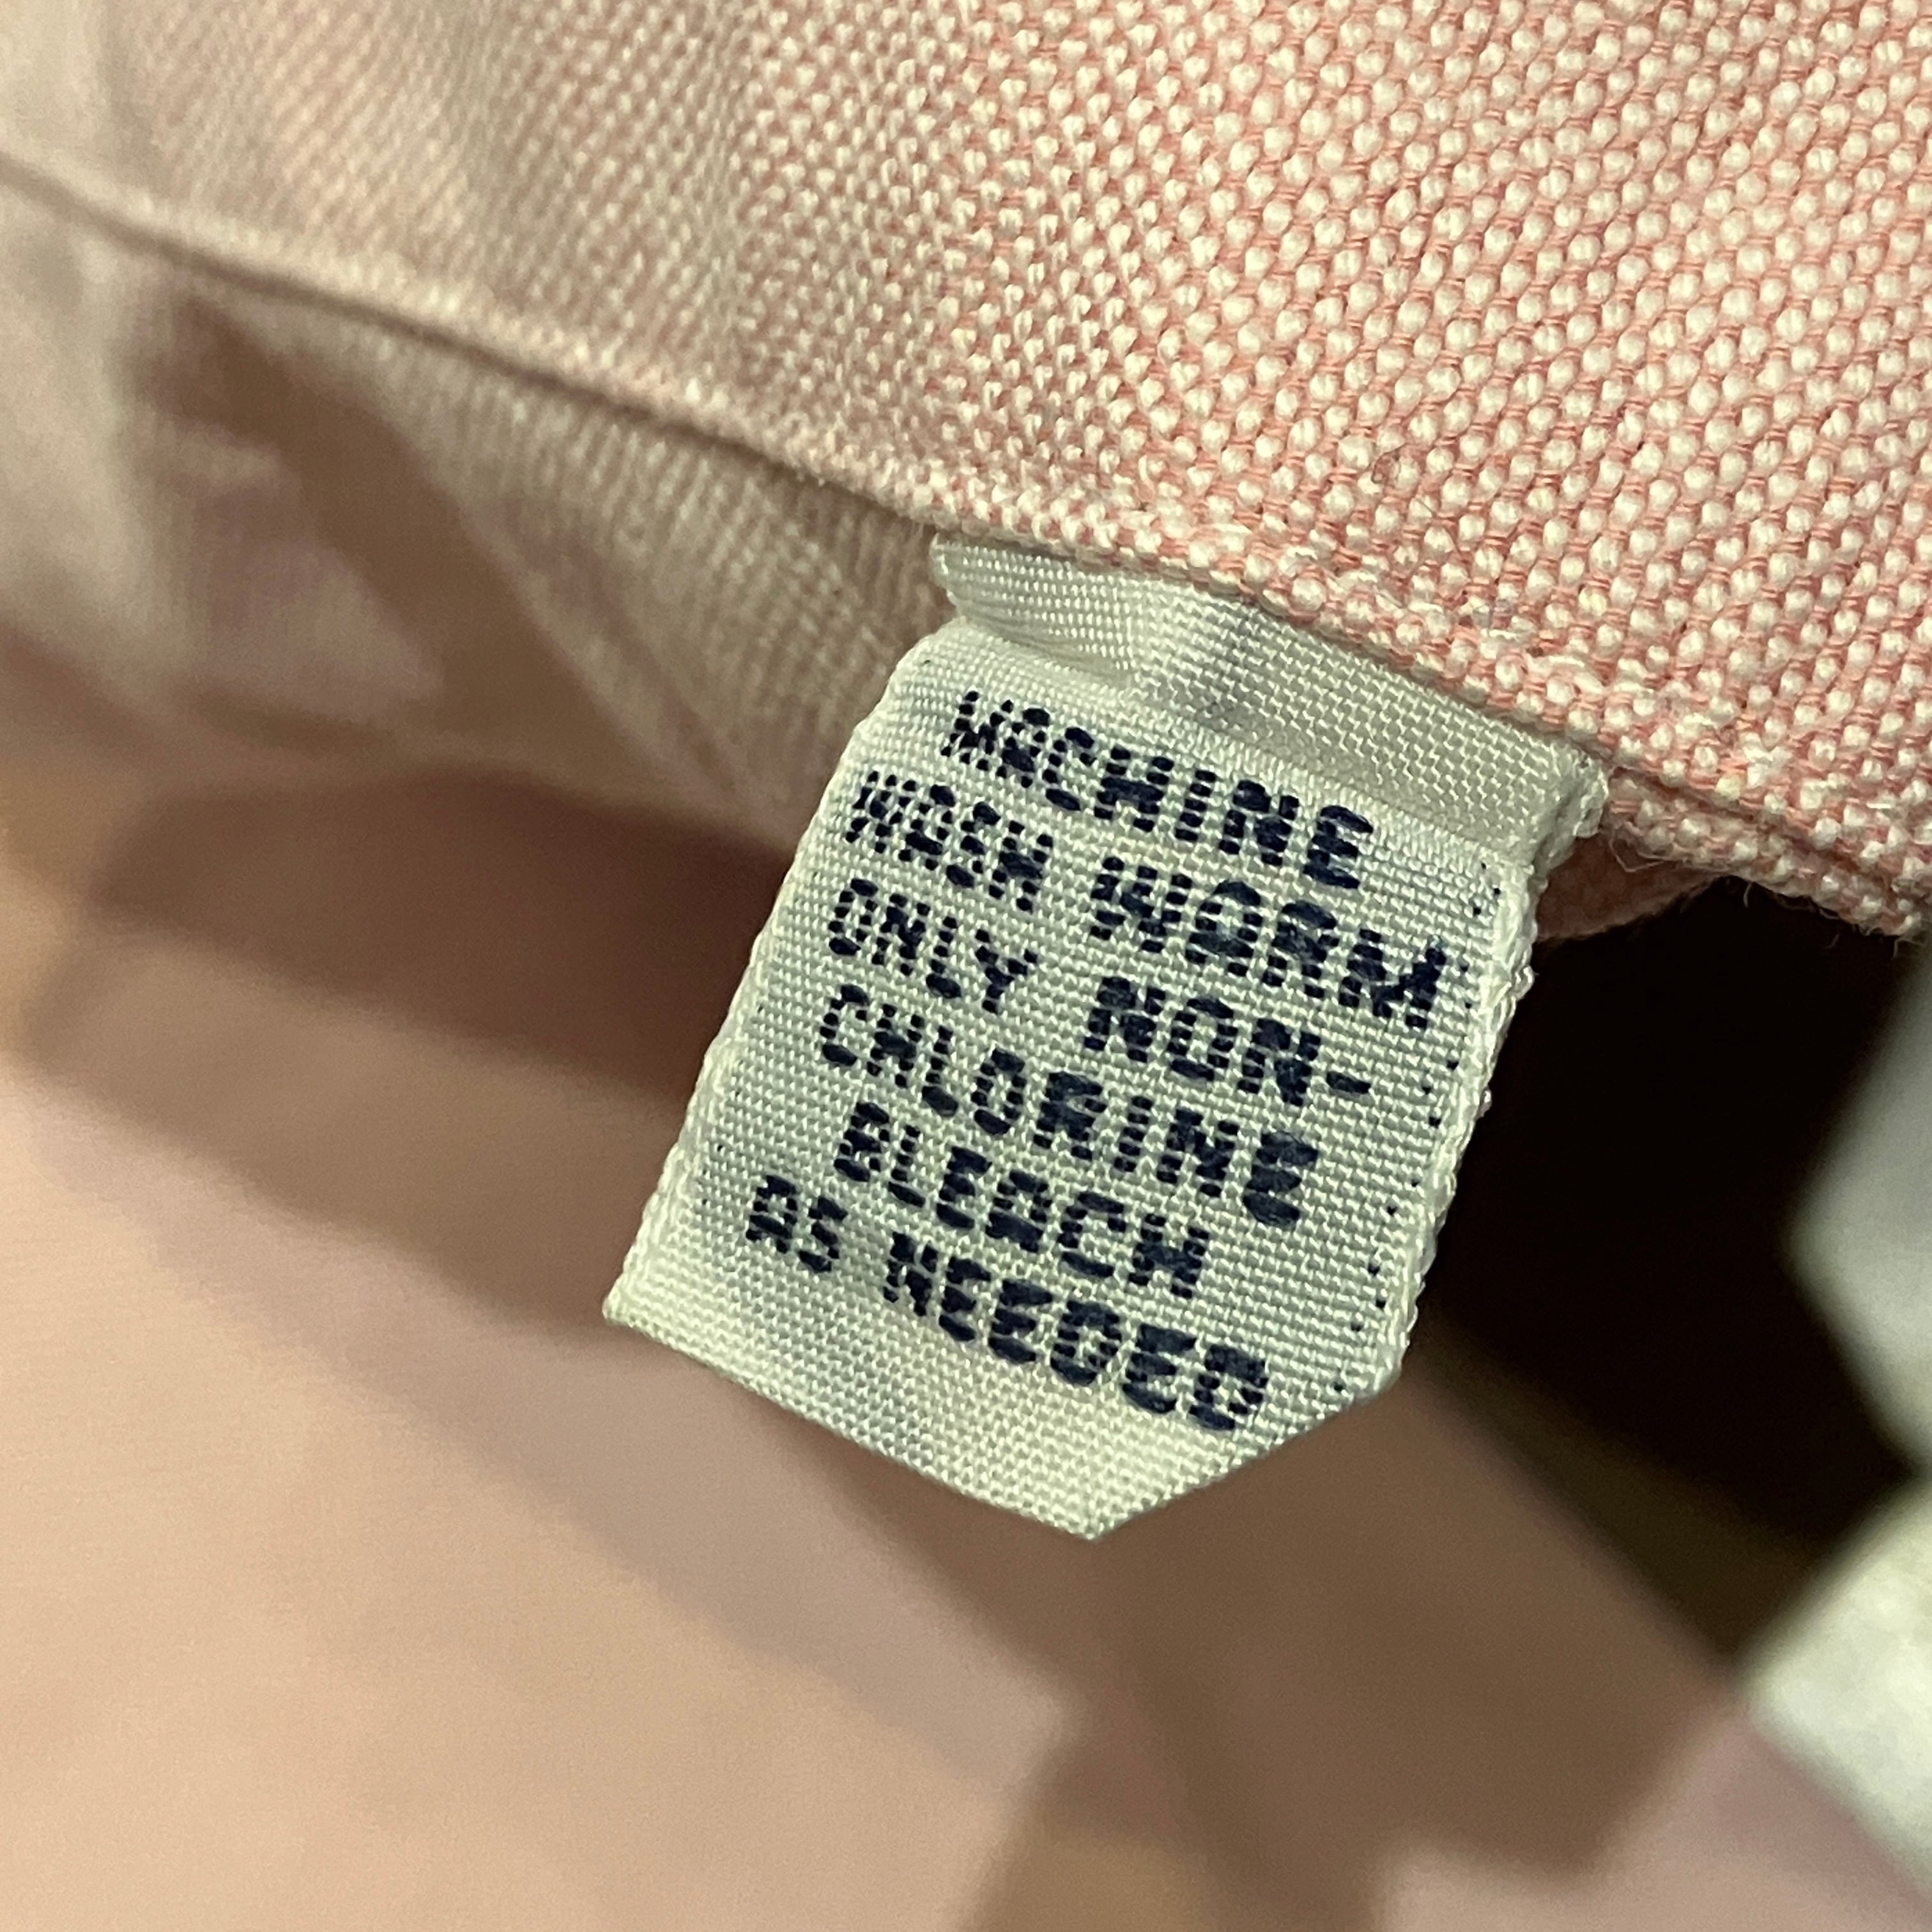 MACHINE
WASH WARM
ONLY NON-
CHLORINE
BLEACH
AS NEEDED